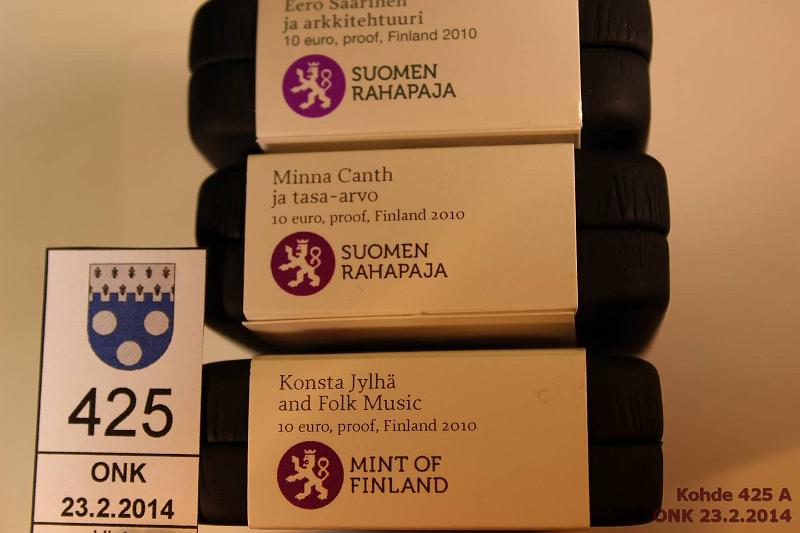 Eero Saarinen
ja arkkitehtuuri
10 euro, proof, Finland 2010
SUOMEN
RAHAPAJA
Minna Canth
ja tasa-arvo
10 euro, proof, Finland 2010
SUOMEN
RAHAPAJA
Konsta Jylhä
and Folk Music
10 euro, proof, Finland 2010
MINT OF
FINLAND
425
ONK
23.2.2014
Kohde 425 A
ONK 23.2.2014